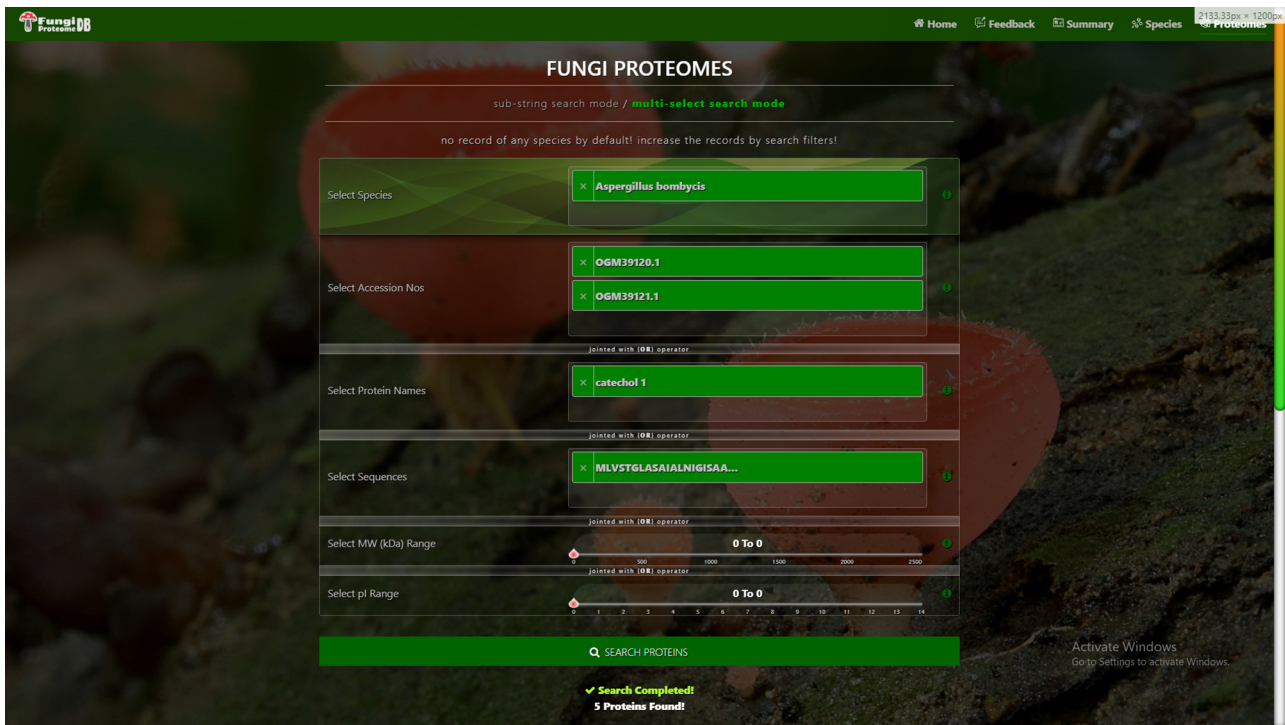 Fungi
Proteome DB
Home Feedback Summary Species Proteomes
2133.33px × 1200px
FUNGI PROTEOMES
sub-string search mode / multi-select search mode
no record of any species by default! increase the records by search filters!
Select Species
× Aspergillus bombycis
Select Accession Nos
× OGM39120.1
× OGM39121.1
jointed with (OR) operator
Select Protein Names
× catechol 1
jointed with (OR) operator
Select Sequences
× MLVSTGLASAIALNIGISAA...
jointed with (OR) operator
Select MW (kDa) Range
0 To 0
0 500 1000 1500 2000 2500
jointed with (OR) operator
Select pI Range
0 To 0
0 1 2 3 4 5 6 7 8 9 10 11 12 13 14
SEARCH PROTEINS
Search Completed!
5 Proteins Found!
Activate Windows
Go to Settings to activate Windows.